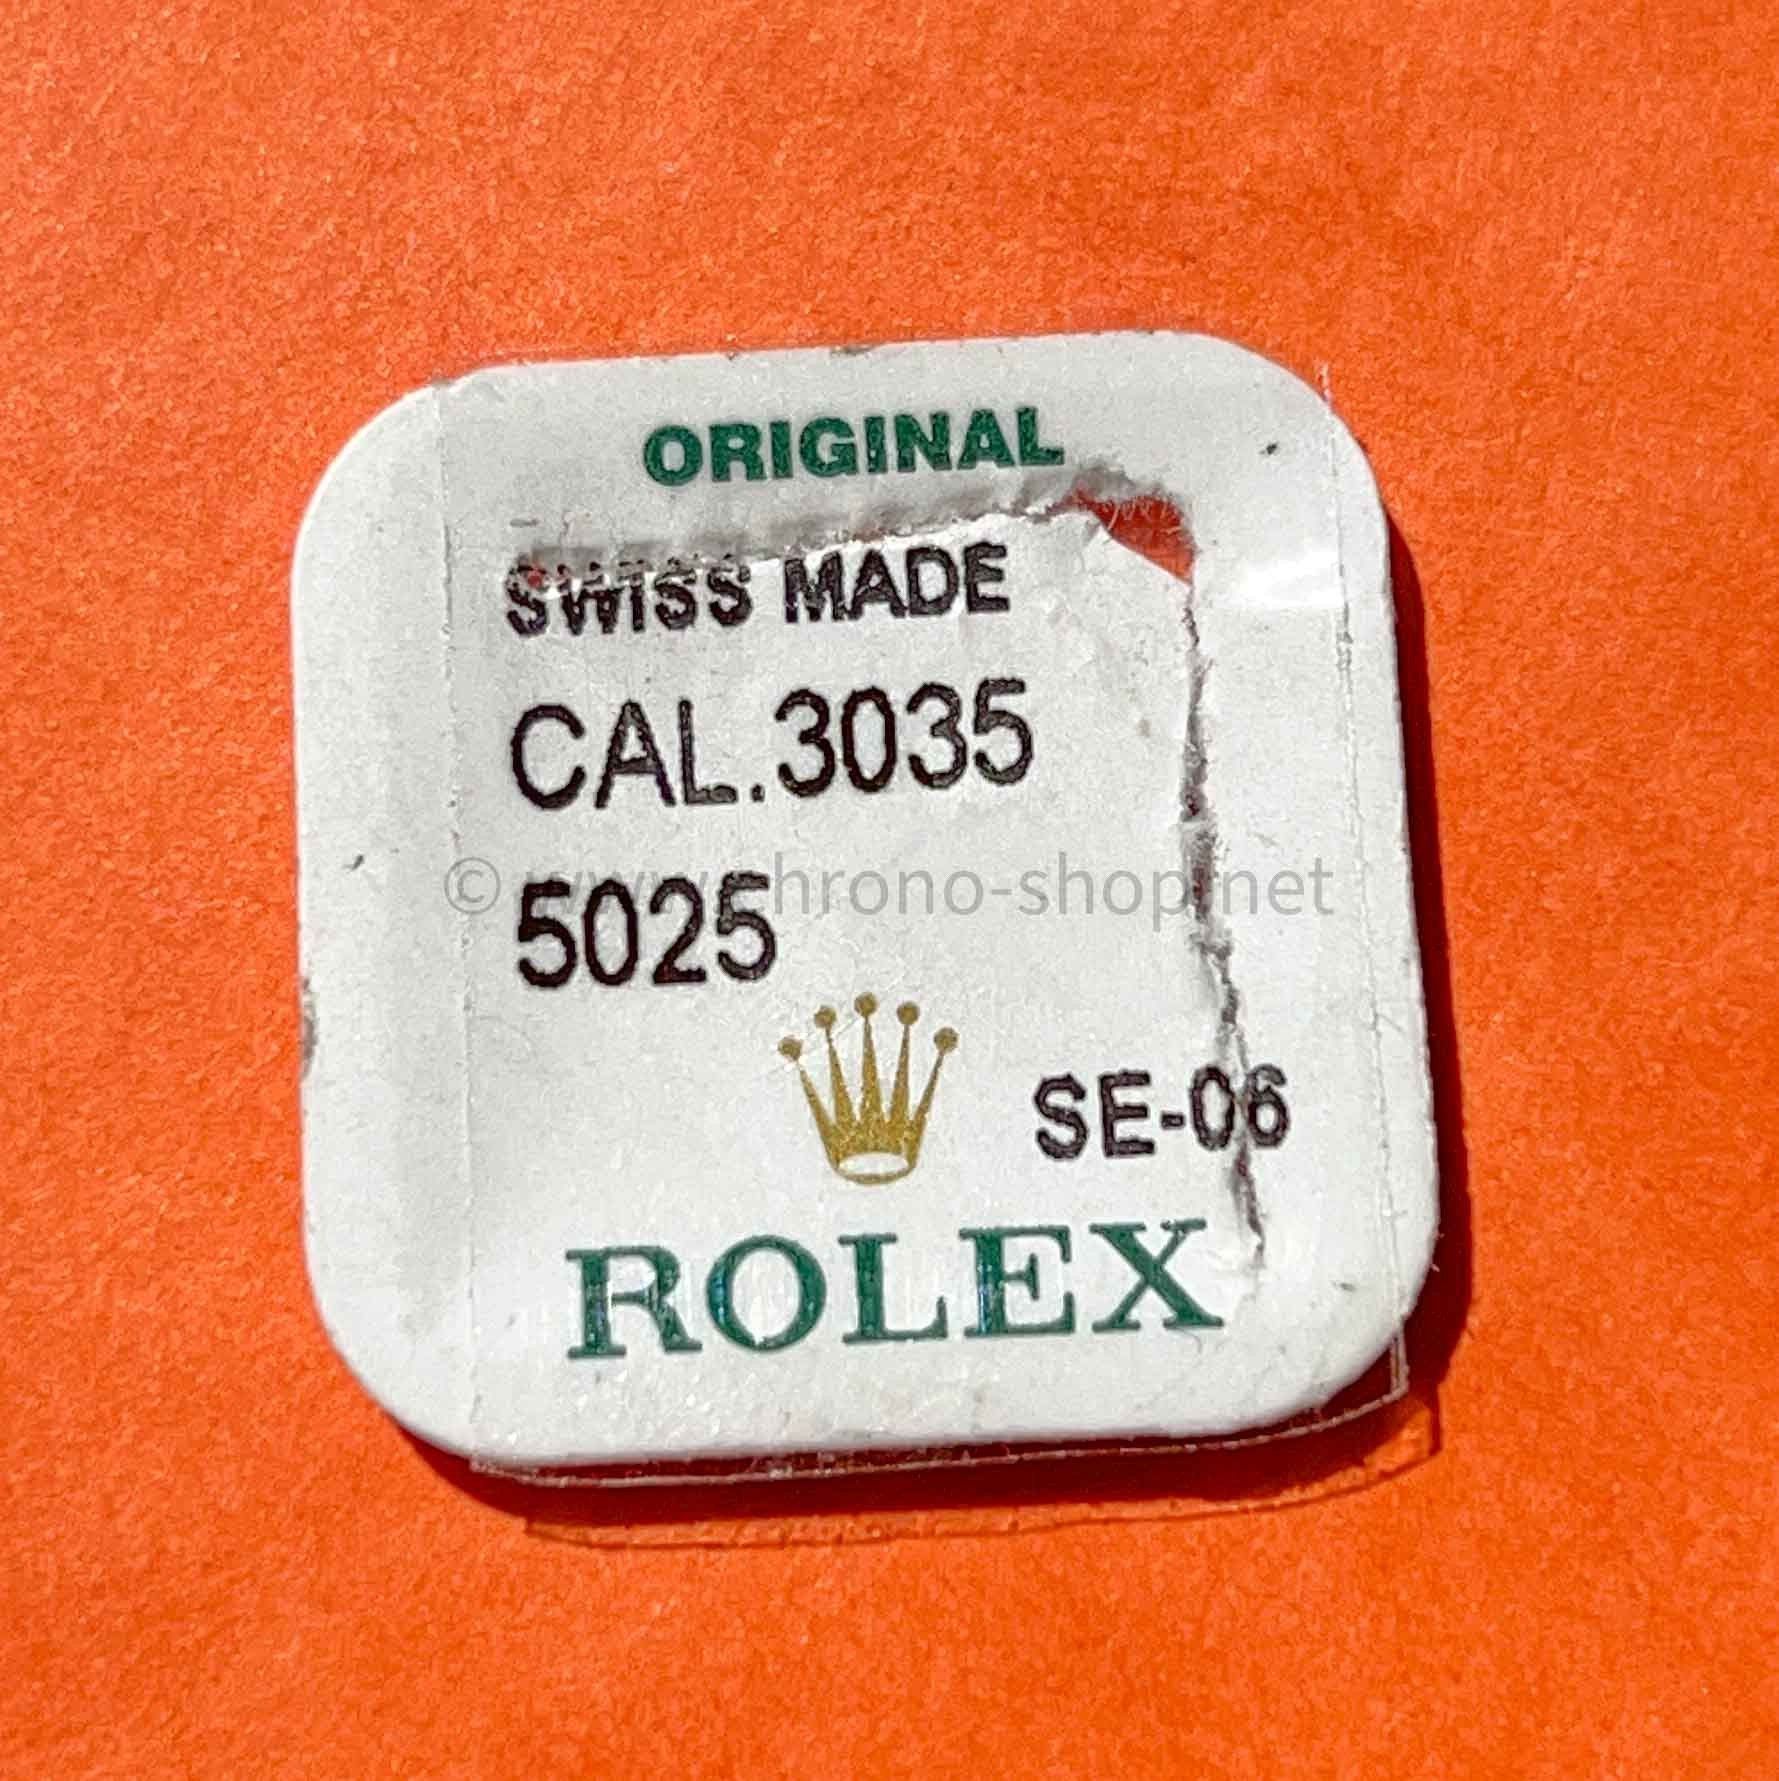 ORIGINAL
SWISS MADE
CAL.3035
© www.chrono-shop.net
5025
SE-06
ROLEX